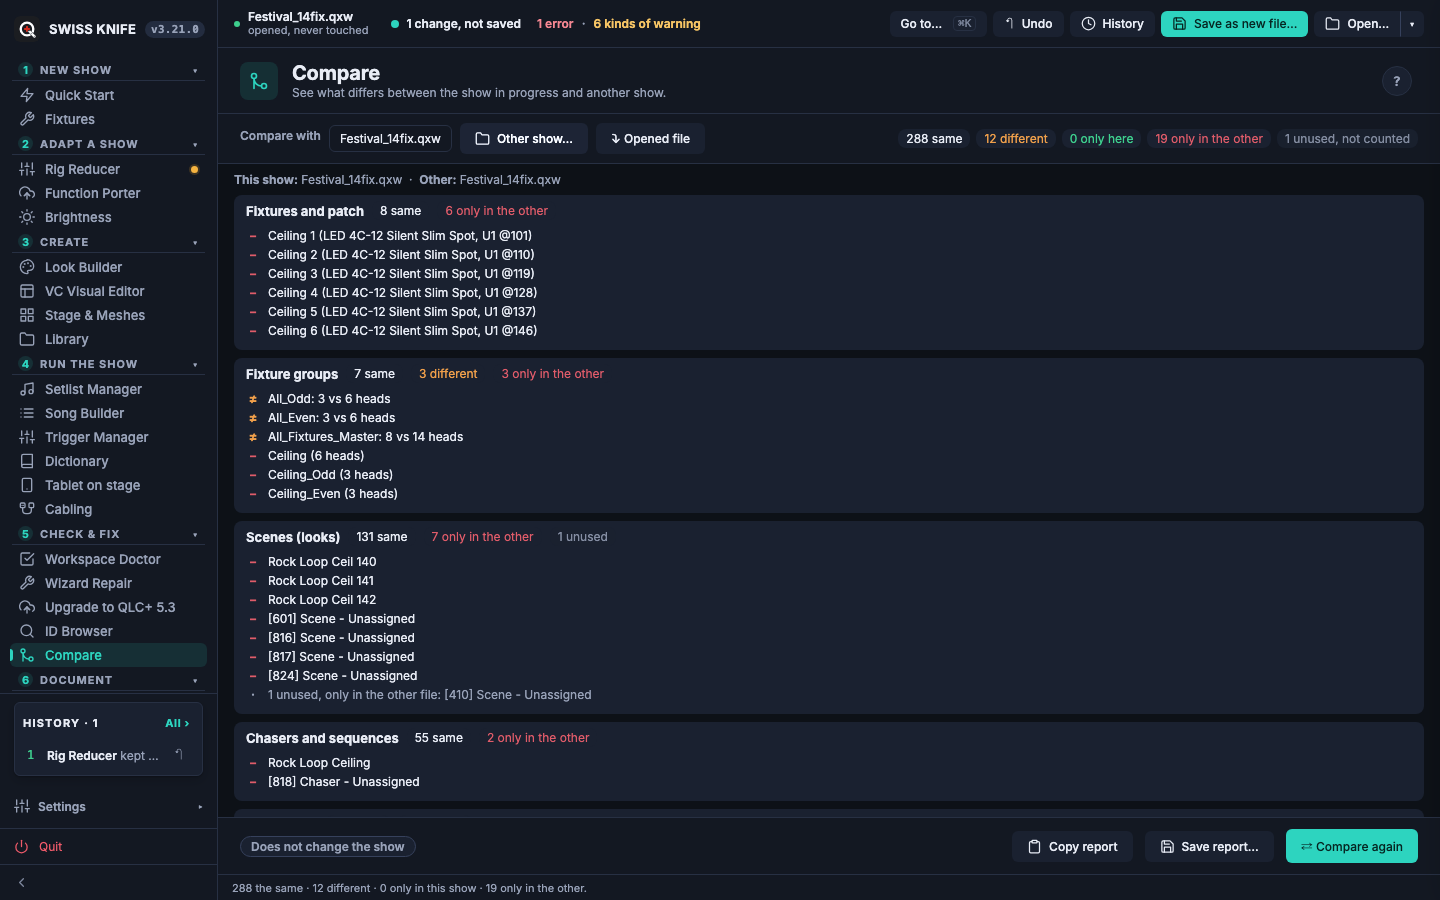 SWISS KNIFE v3.21.0
Festival_14fix.qxw
opened, never touched
1 change, not saved
1 error · 6 kinds of warning
Go to... ⌘K
Undo
History
Save as new file...
Open...
1 NEW SHOW
Quick Start
Fixtures
2 ADAPT A SHOW
Rig Reducer
Function Porter
Brightness
3 CREATE
Look Builder
VC Visual Editor
Stage & Meshes
Library
4 RUN THE SHOW
Setlist Manager
Song Builder
Trigger Manager
Dictionary
Tablet on stage
Cabling
5 CHECK & FIX
Workspace Doctor
Wizard Repair
Upgrade to QLC+ 5.3
ID Browser
Compare
6 DOCUMENT
HISTORY · 1 All ›
1 Rig Reducer kept ...
Settings
Quit
Compare
See what differs between the show in progress and another show.
?
Compare with Festival_14fix.qxw Other show... Opened file
288 same 12 different 0 only here 19 only in the other 1 unused, not counted
This show: Festival_14fix.qxw · Other: Festival_14fix.qxw
Fixtures and patch 8 same 6 only in the other
– Ceiling 1 (LED 4C-12 Silent Slim Spot, U1 @101)
– Ceiling 2 (LED 4C-12 Silent Slim Spot, U1 @110)
– Ceiling 3 (LED 4C-12 Silent Slim Spot, U1 @119)
– Ceiling 4 (LED 4C-12 Silent Slim Spot, U1 @128)
– Ceiling 5 (LED 4C-12 Silent Slim Spot, U1 @137)
– Ceiling 6 (LED 4C-12 Silent Slim Spot, U1 @146)
Fixture groups 7 same 3 different 3 only in the other
≠ All_Odd: 3 vs 6 heads
≠ All_Even: 3 vs 6 heads
≠ All_Fixtures_Master: 8 vs 14 heads
– Ceiling (6 heads)
– Ceiling_Odd (3 heads)
– Ceiling_Even (3 heads)
Scenes (looks) 131 same 7 only in the other 1 unused
– Rock Loop Ceil 140
– Rock Loop Ceil 141
– Rock Loop Ceil 142
– [601] Scene - Unassigned
– [816] Scene - Unassigned
– [817] Scene - Unassigned
– [824] Scene - Unassigned
· 1 unused, only in the other file: [410] Scene - Unassigned
Chasers and sequences 55 same 2 only in the other
– Rock Loop Ceiling
– [818] Chaser - Unassigned
Does not change the show
Copy report
Save report...
⇄ Compare again
288 the same · 12 different · 0 only in this show · 19 only in the other.